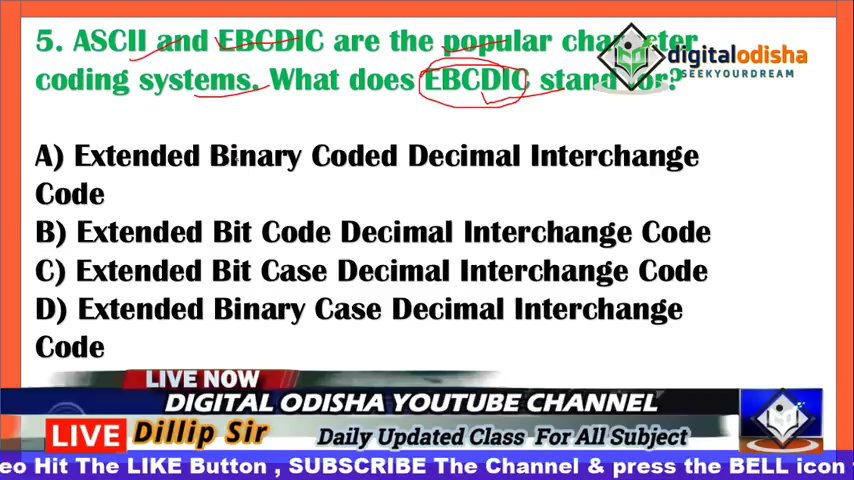 5. ASCII and EBCDIC are the popular character
coding systems. What does EBCDIC stand for?
digitalodisha
SEEKYOURDREAM
A) Extended Binary Coded Decimal Interchange
Code
B) Extended Bit Code Decimal Interchange Code
C) Extended Bit Case Decimal Interchange Code
D) Extended Binary Case Decimal Interchange
Code
LIVE NOW
DIGITAL ODISHA YOUTUBE CHANNEL
LIVE Dillip Sir Daily Updated Class For All Subject
eo Hit The LIKE Button , SUBSCRIBE The Channel & press the BELL icon